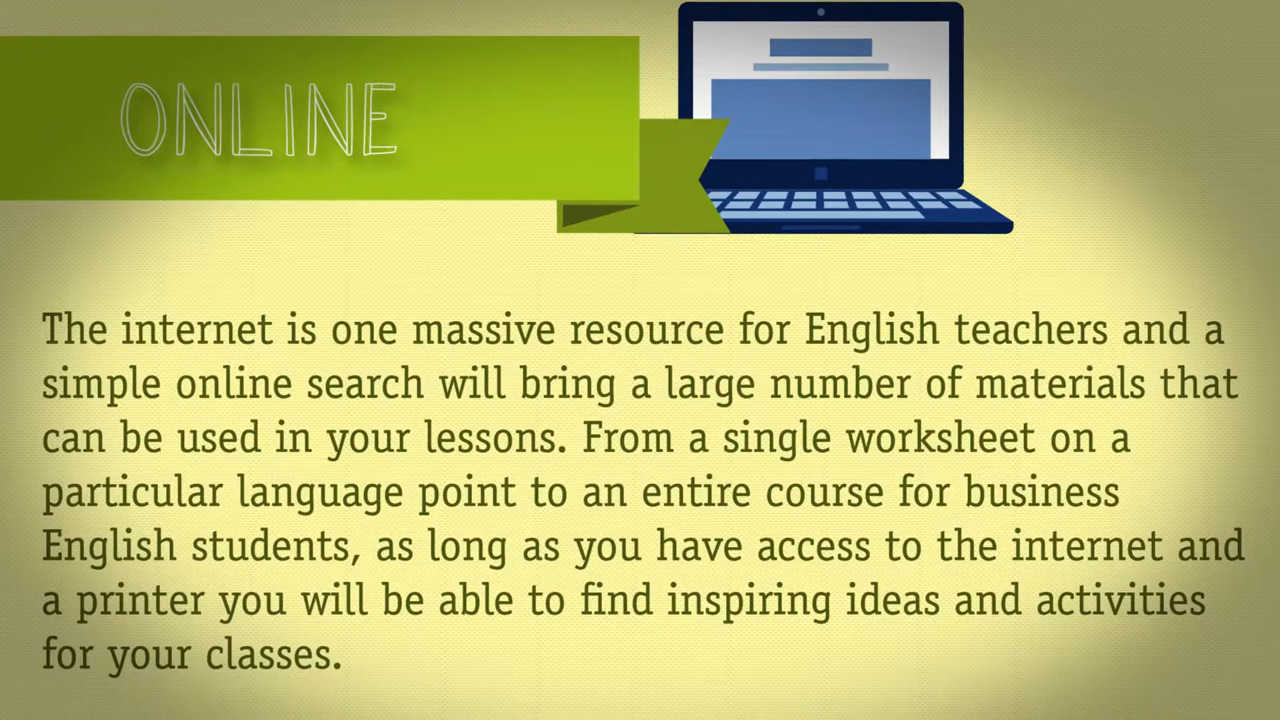 ONLINE
The internet is one massive resource for English teachers and a
simple online search will bring a large number of materials that
can be used in your lessons. From a single worksheet on a
particular language point to an entire course for business
English students, as long as you have access to the internet and
a printer you will be able to find inspiring ideas and activities
for your classes.